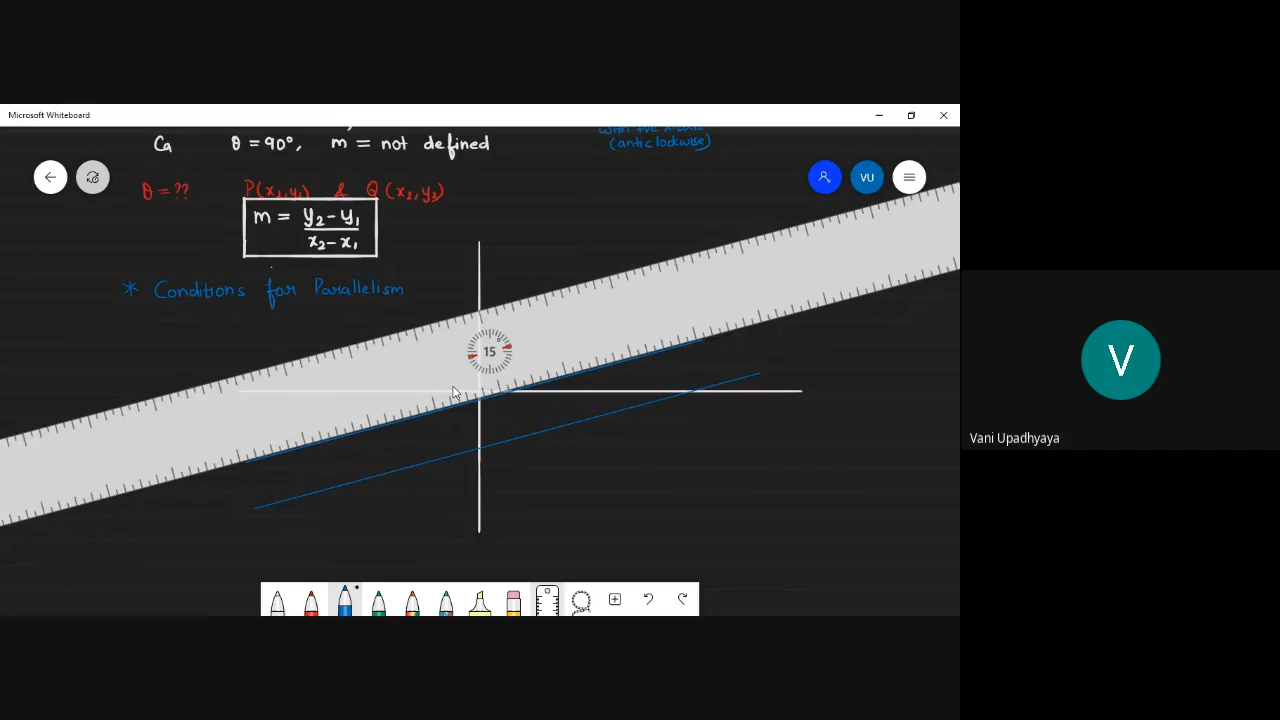 Microsoft Whiteboard
Ca θ = 90°, m = not defined
(anticlockwise)
VU
θ = ?? P(x₁,y₁) & Q(x₂,y₂)
m = y₂ - y₁
x₂ - x₁
* Conditions for Parallelism
15
V
Vani Upadhyaya